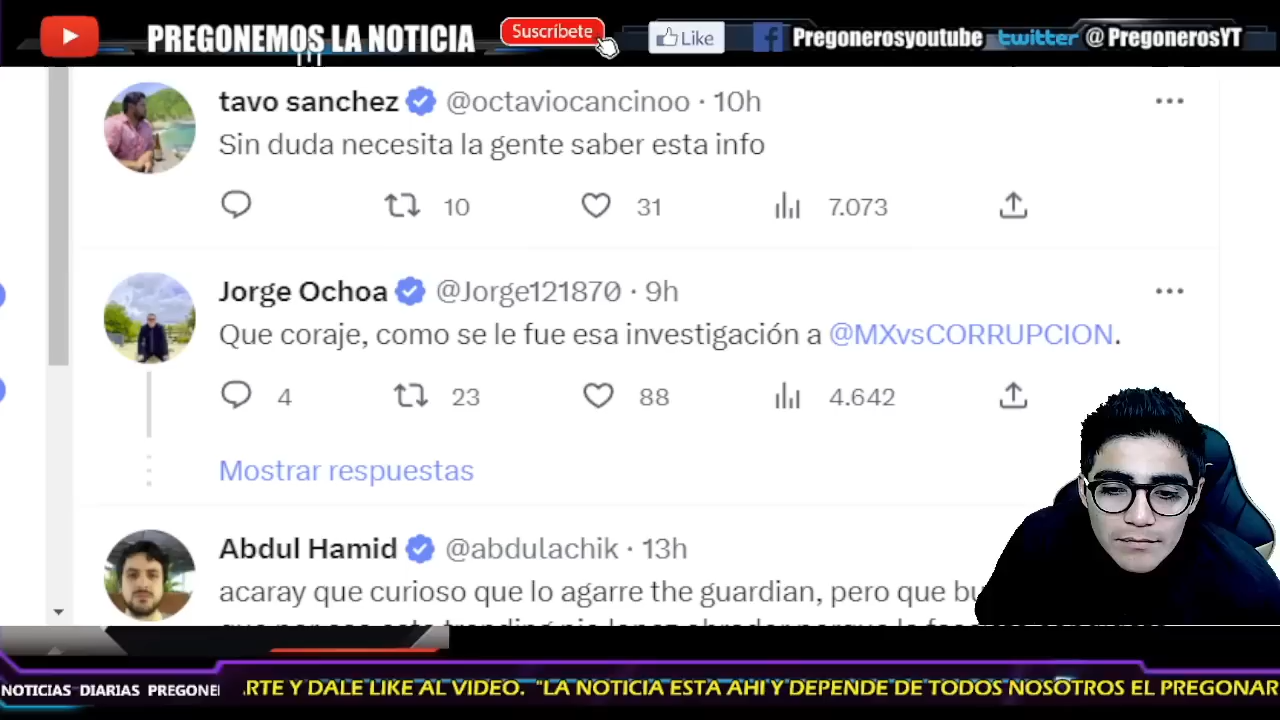 PREGONEMOS LA NOTICIA Suscríbete Like Pregonerosyoutube twitter @PregonerosYT
tavo sanchez @octaviocancinoo · 10h
Sin duda necesita la gente saber esta info
10 31 7.073
Jorge Ochoa @Jorge121870 · 9h
Que coraje, como se le fue esa investigación a @MXvsCORRUPCION.
4 23 88 4.642
Mostrar respuestas
Abdul Hamid @abdulachik · 13h
acaray que curioso que lo agarre the guardian, pero que
NOTICIAS DIARIAS PREGONE RTE Y DALE LIKE AL VIDEO. "LA NOTICIA ESTA AHI Y DEPENDE DE TODOS NOSOTROS EL PREGONAR